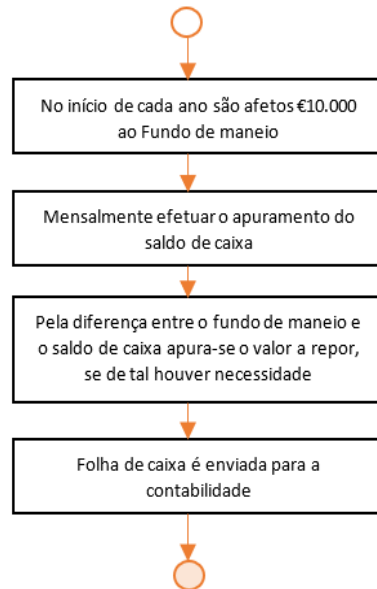 No início de cada ano são afetos €10.000
ao Fundo de maneio
Mensalmente efetuar o apuramento do
saldo de caixa
Pela diferença entre o fundo de maneio e
o saldo de caixa apura-se o valor a repor,
se de tal houver necessidade
Folha de caixa é enviada para a
contabilidade